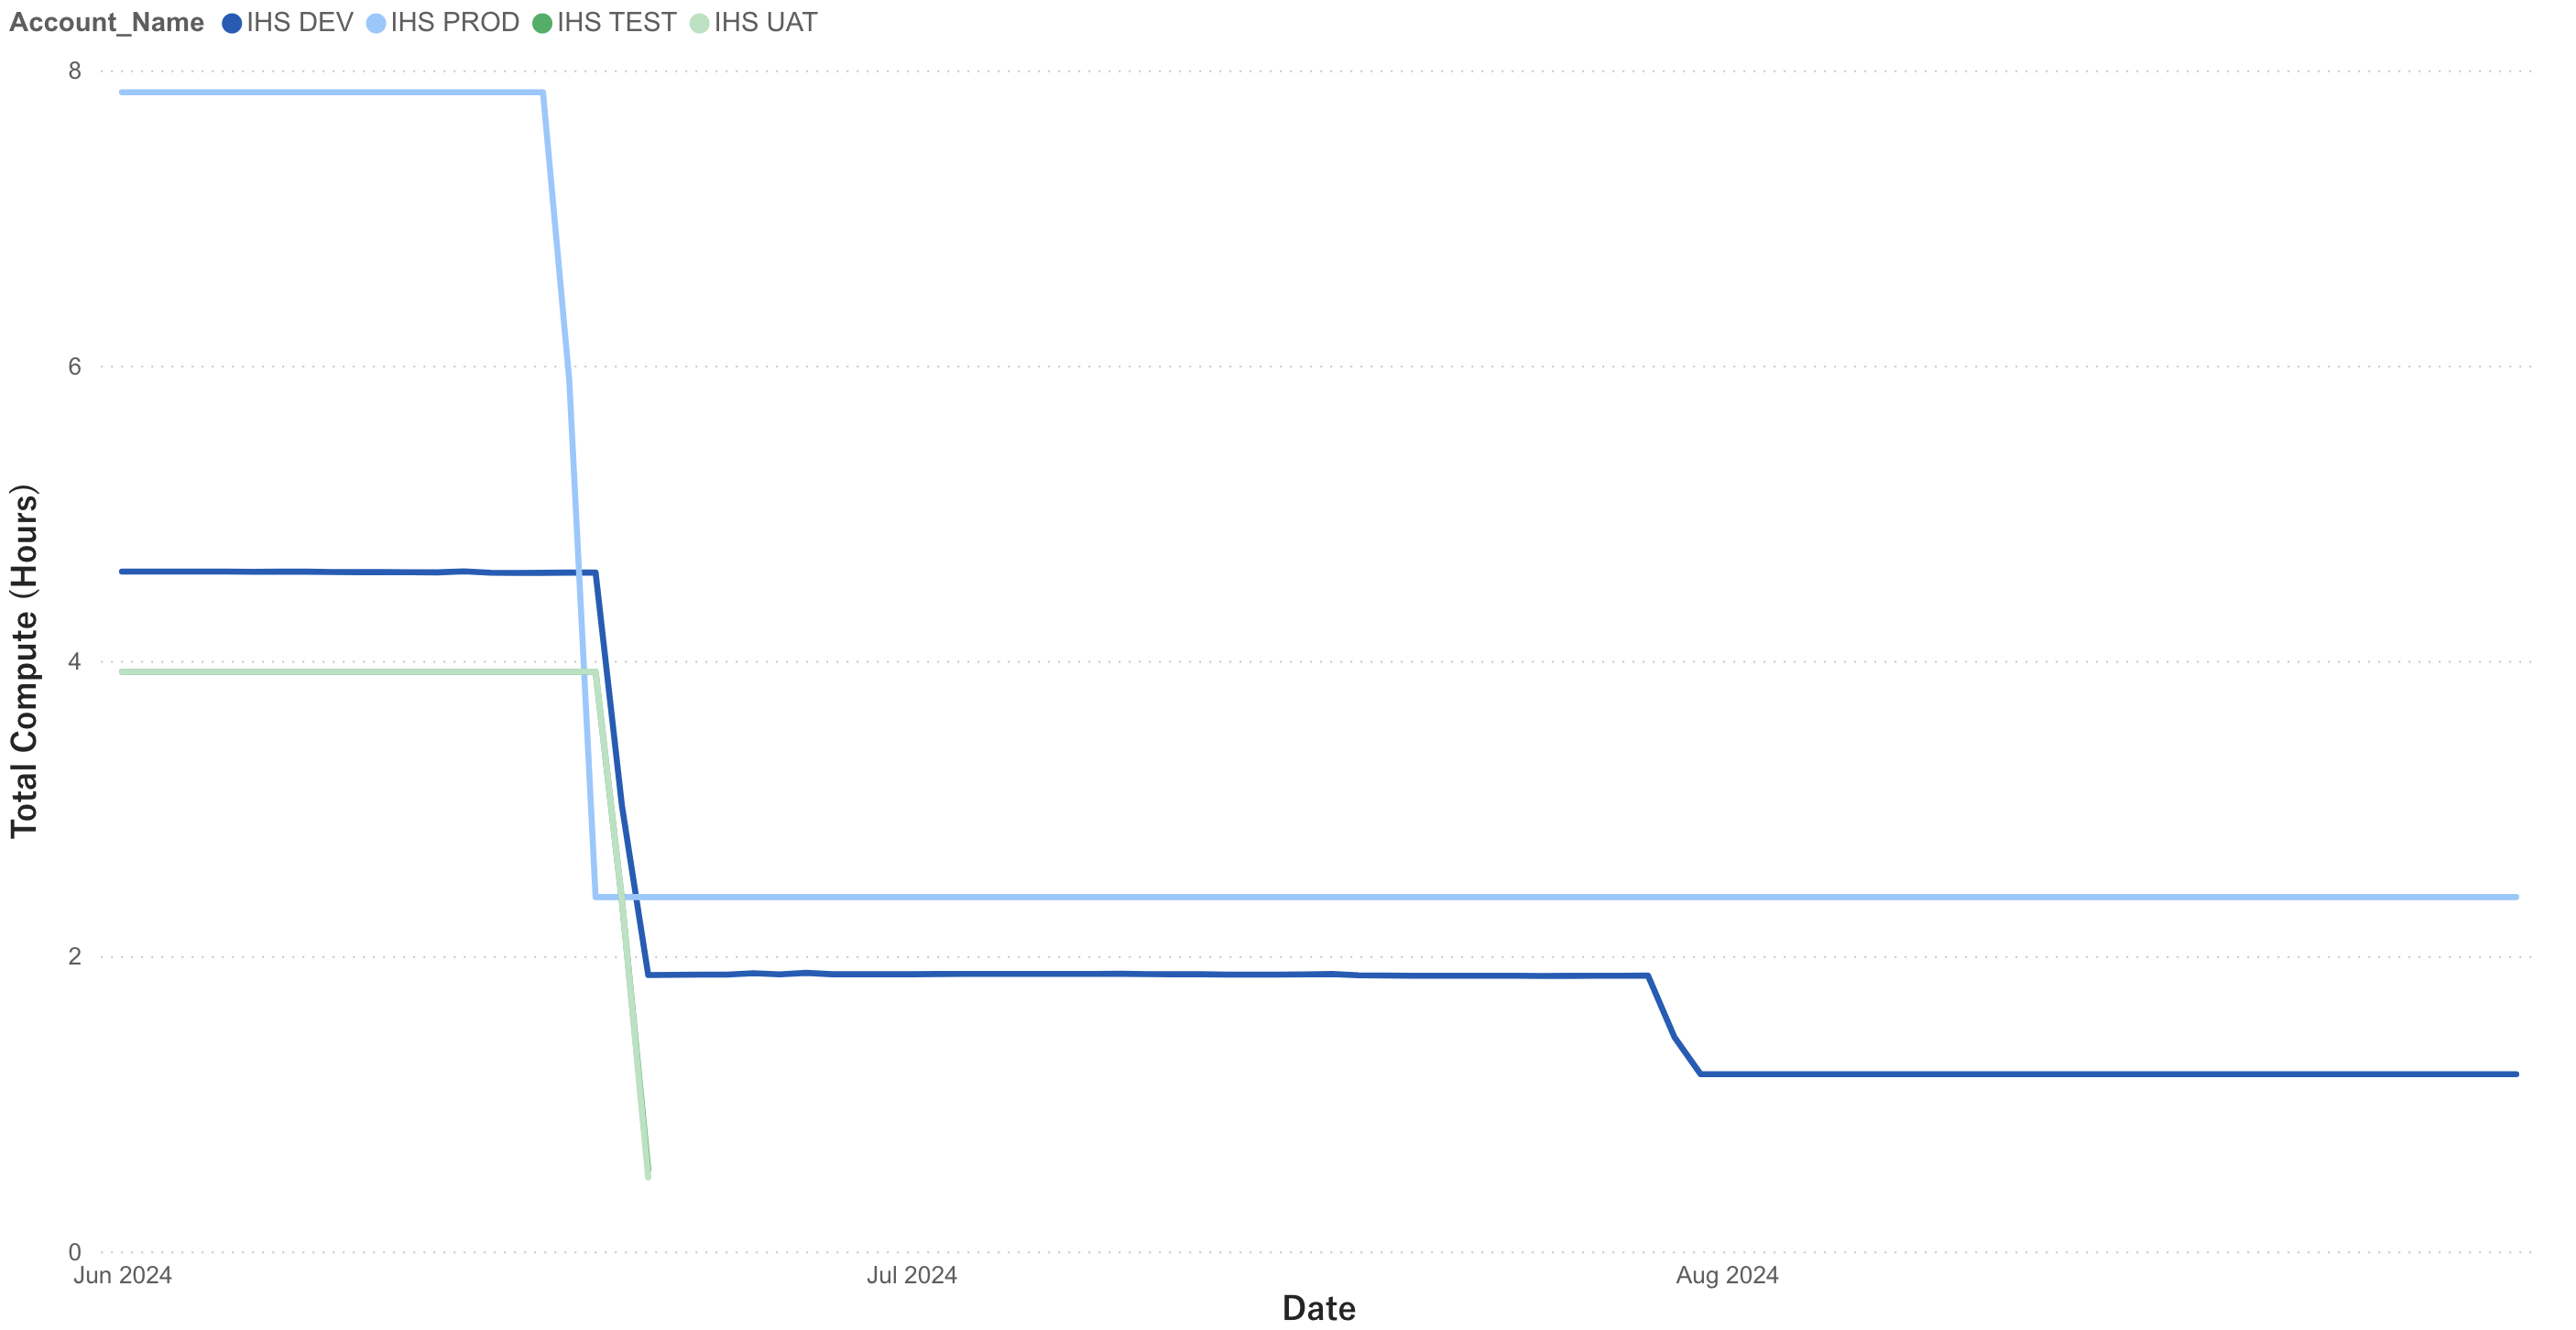 Account_Name IHS DEV IHS PROD IHS TEST IHS UAT
8
6
4
2
0
Total Compute (Hours)
Jun 2024 Jul 2024 Aug 2024
Date